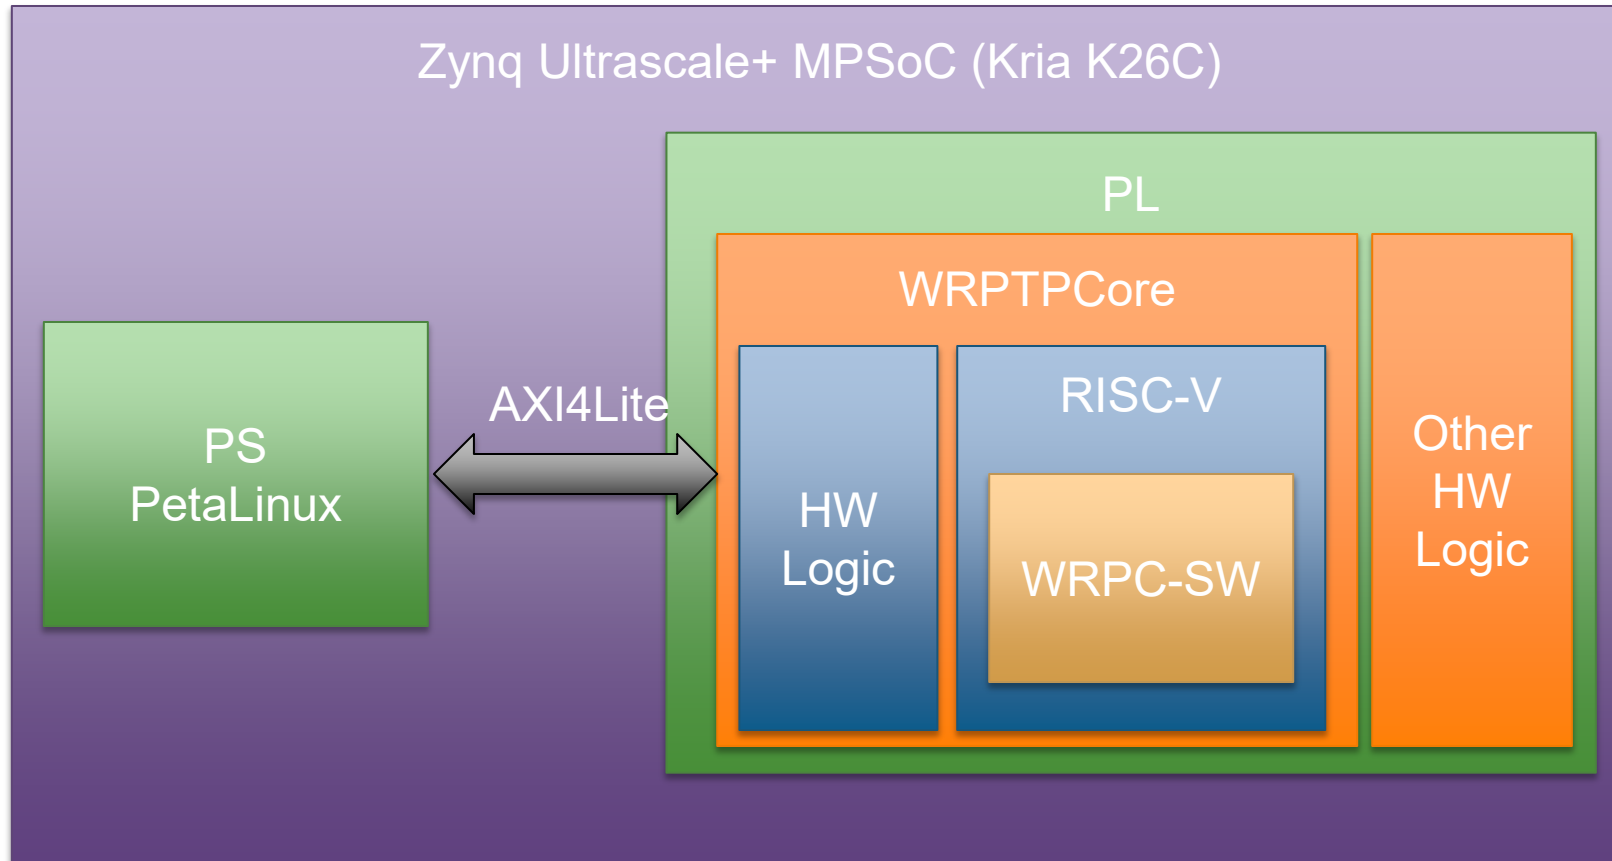 Zynq Ultrascale+ MPSoC (Kria K26C)
PL
WRPTPCore
RISC-V
AXI4Lite
PS
PetaLinux
HW
Logic
WRPC-SW
Other
HW
Logic